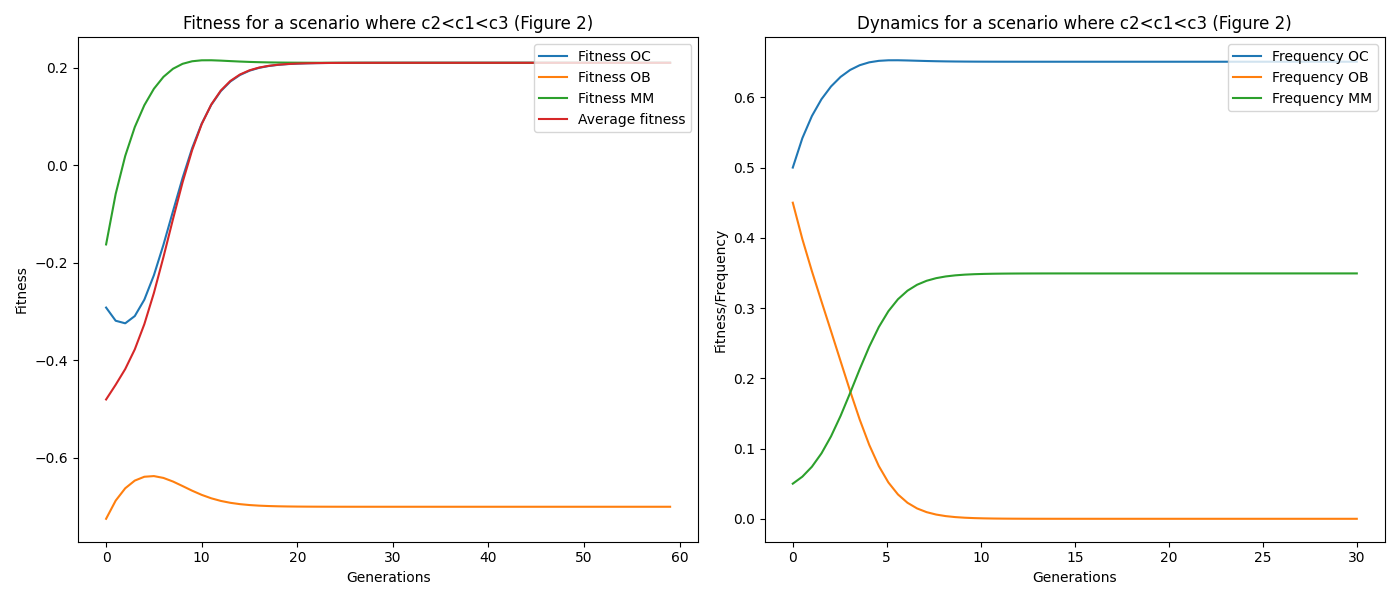 Fitness for a scenario where c2<c1<c3 (Figure 2)
Fitness
0.2
0.0
−0.2
−0.4
−0.6
0 10 20 30 40 50 60
Generations
Fitness OC
Fitness OB
Fitness MM
Average fitness
Dynamics for a scenario where c2<c1<c3 (Figure 2)
Fitness/Frequency
0.6
0.5
0.4
0.3
0.2
0.1
0.0
0 5 10 15 20 25 30
Generations
Frequency OC
Frequency OB
Frequency MM